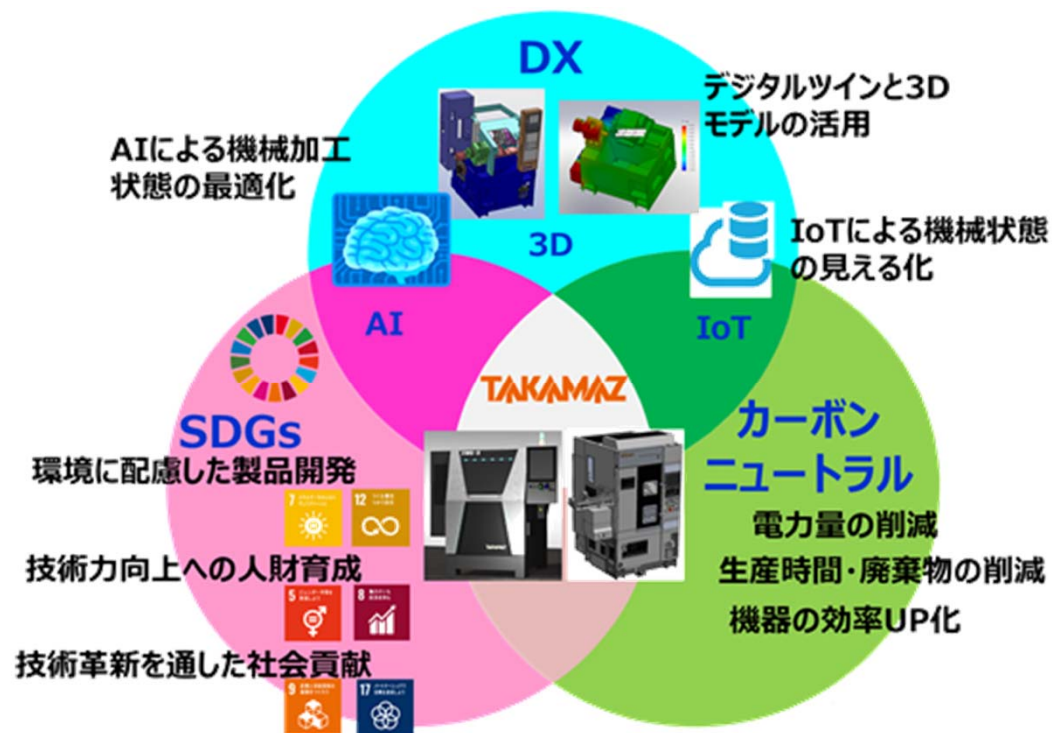 DX
デジタルツインと3D
モデルの活用
AIによる機械加工
状態の最適化
3D
IoTによる機械状態
の見える化
AI
IoT
TAKAMAZ
SDGs
環境に配慮した製品開発
7
12
技術力向上への人財育成
5
8
技術革新を通した社会貢献
9
17
カーボン
ニュートラル
電力量の削減
生産時間・廃棄物の削減
機器の効率UP化